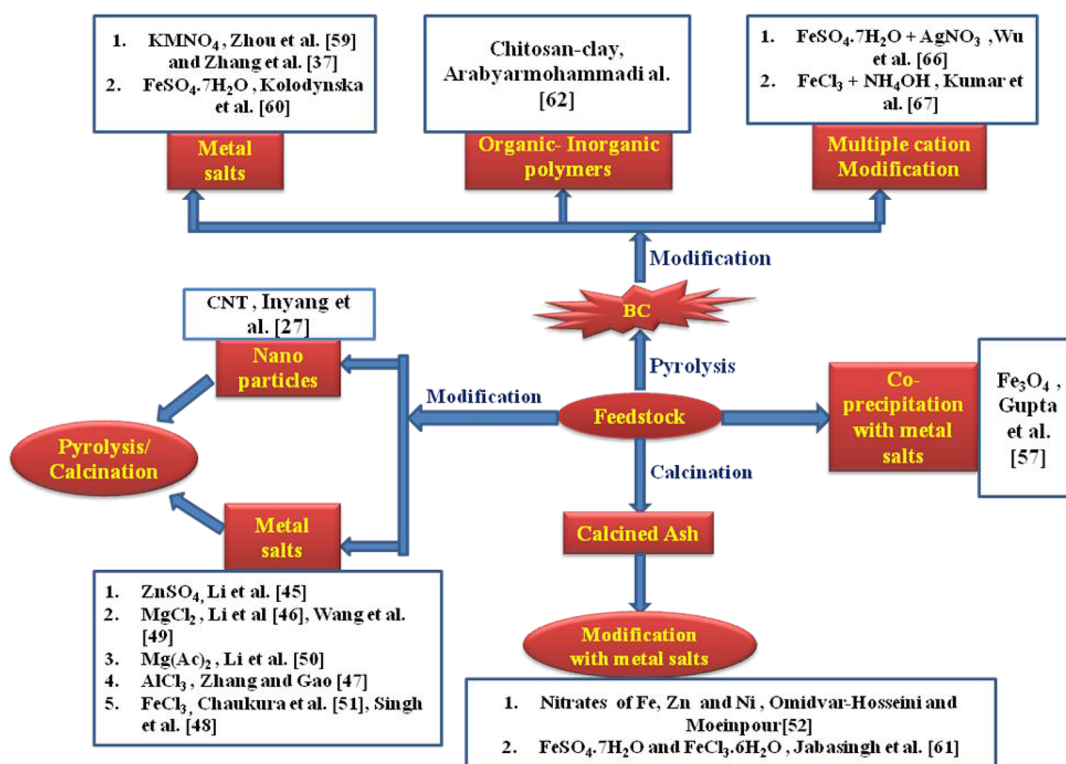 1. KMNO₄, Zhou et al. [59]
and Zhang et al. [37]
2. FeSO₄.7H₂O , Kolodynska
et al. [60]
Metal
salts
Chitosan-clay,
Arabyarmohammadi al.
[62]
Organic- Inorganic
polymers
1. FeSO₄.7H₂O + AgNO₃ , Wu
et al. [66]
2. FeCl₃ + NH₄OH , Kumar et
al. [67]
Multiple cation
Modification
Modification
BC
Pyrolysis
CNT , Inyang et
al. [27]
Nano
particles
Modification
Feedstock
Co-
precipitation
with metal
salts
Fe₃O₄ ,
Gupta
et al.
[57]
Pyrolysis/
Calcination
Calcination
Metal
salts
Calcined Ash
1. ZnSO₄, Li et al. [45]
2. MgCl₂ , Li et al [46], Wang et al.
[49]
3. Mg(Ac)₂ , Li et al. [50]
4. AlCl₃ , Zhang and Gao [47]
5. FeCl₃, Chaukura et al. [51], Singh
et al. [48]
Modification
with metal salts
1. Nitrates of Fe, Zn and Ni , Omidvar-Hosseini and
Moeinpour[52]
2. FeSO₄.7H₂O and FeCl₃.6H₂O , Jabasingh et al. [61]